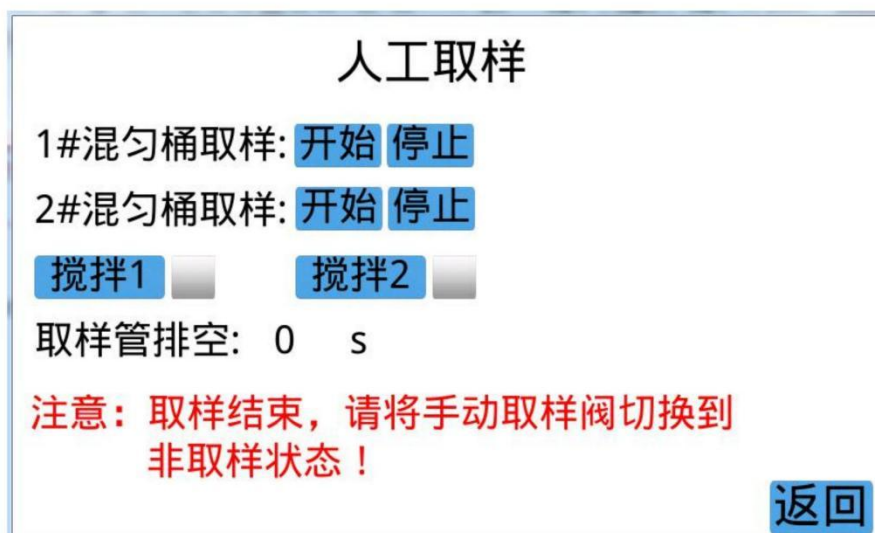 人工取样
1#混匀桶取样: 开始 停止
2#混匀桶取样: 开始 停止
搅拌1 搅拌2
取样管排空: 0 s
注意：取样结束，请将手动取样阀切换到
非取样状态！
返回